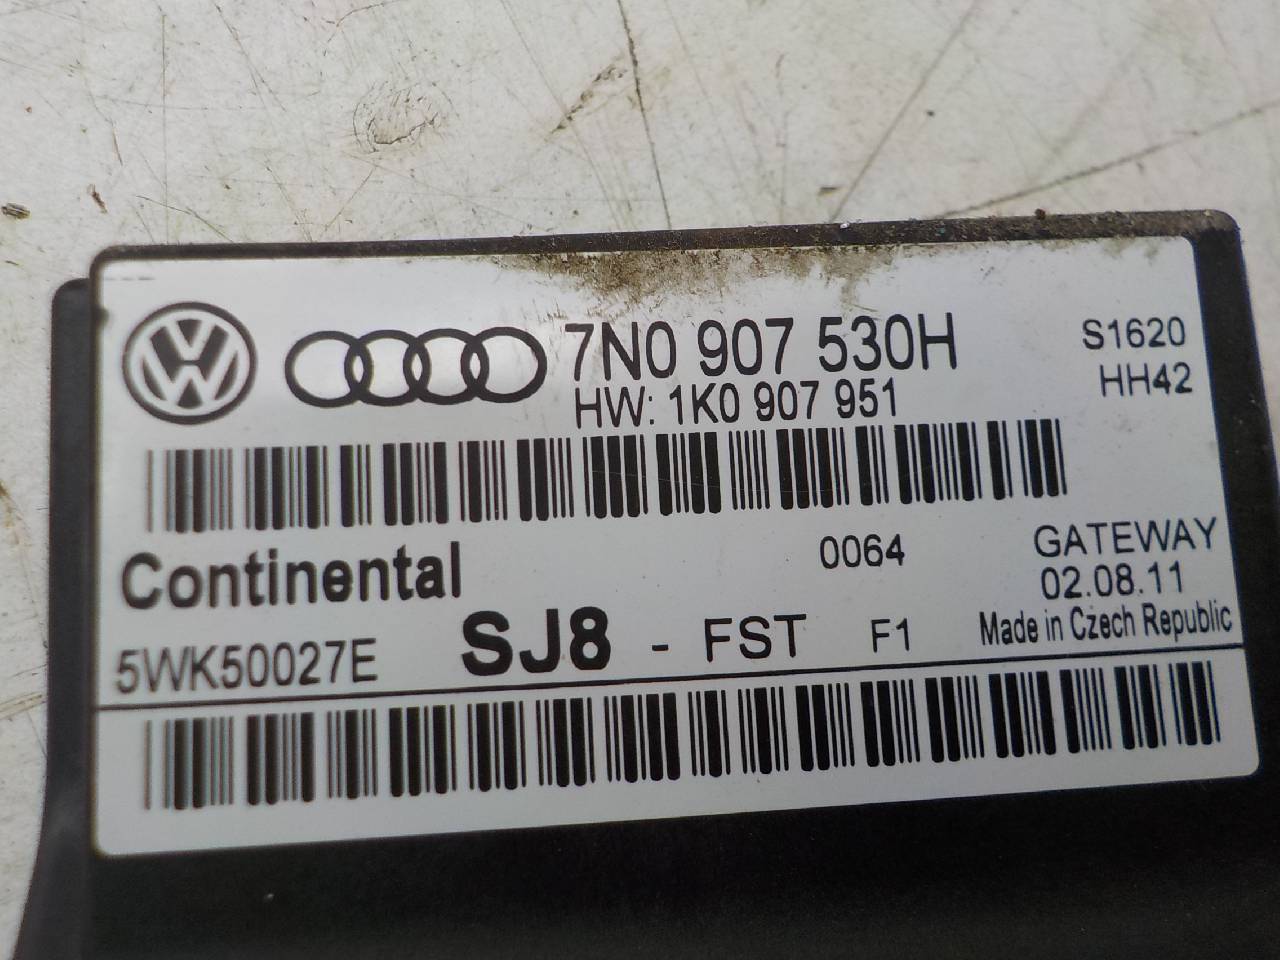 7N0 907 530H S1620
HW: 1K0 907 951 HH42
Continental 0064 GATEWAY
02.08.11
5WK50027E SJ8 - FST F1 Made in Czech Republic